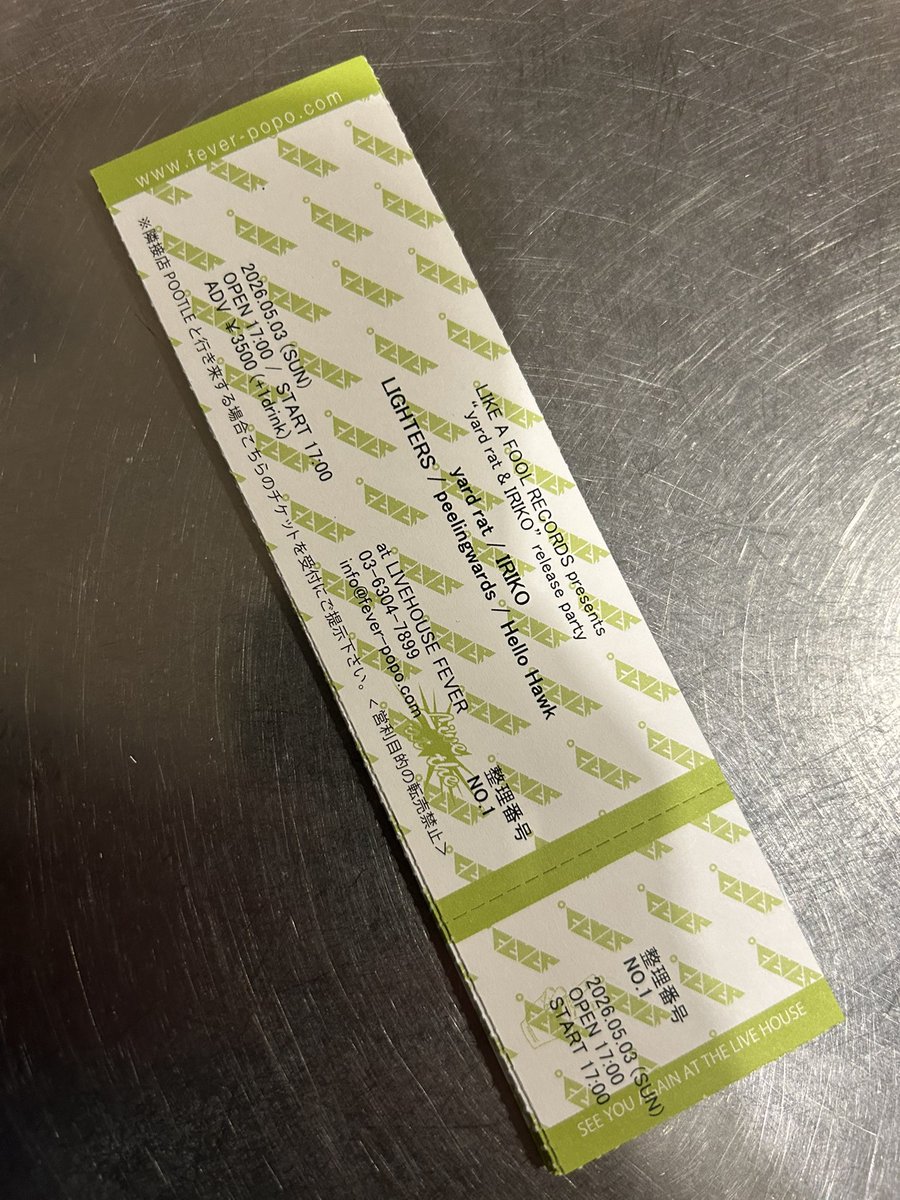 www.fever-popo.com
LIKE A FOOL RECORDS presents
“yard rat & IRIKO” release party
yard rat / IRIKO
LIGHTERS / peelingwards / Hello Hawk
2026.05.03 (SUN)
OPEN 17:00 / START 17:00
ADV ¥3500 (+1drink)
at LIVEHOUSE FEVER
03-6304-7899
info@fever-popo.com
整理番号
NO.1
※隣接店 POOTLE と行き来する場合こちらのチケットを受付にご提示下さい。<営利目的の転売禁止>
整理番号
NO.1
2026.05.03 (SUN)
OPEN 17:00
START 17:00
SEE YOU AGAIN AT THE LIVE HOUSE